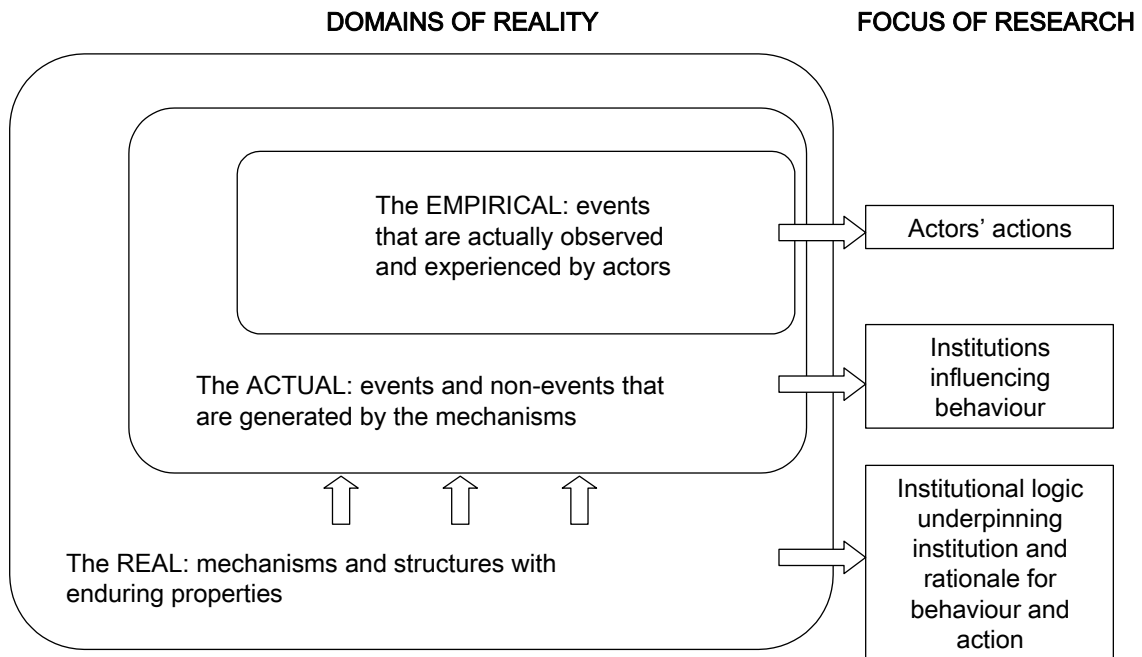 DOMAINS OF REALITY
FOCUS OF RESEARCH
The EMPIRICAL: events
that are actually observed
and experienced by actors
Actors’ actions
The ACTUAL: events and non-events that
are generated by the mechanisms
Institutions
influencing
behaviour
The REAL: mechanisms and structures with
enduring properties
Institutional logic
underpinning
institution and
rationale for
behaviour and
action